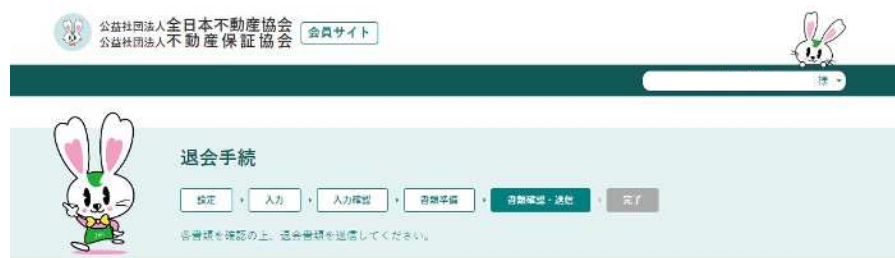 公益社団法人全日本不動産協会
公益社団法人不動産保証協会
会員サイト
様
退会手続
設定
入力
入力確認
書類準備
書類確認・送信
完了
各書類を確認の上、退会書類を送信してください。